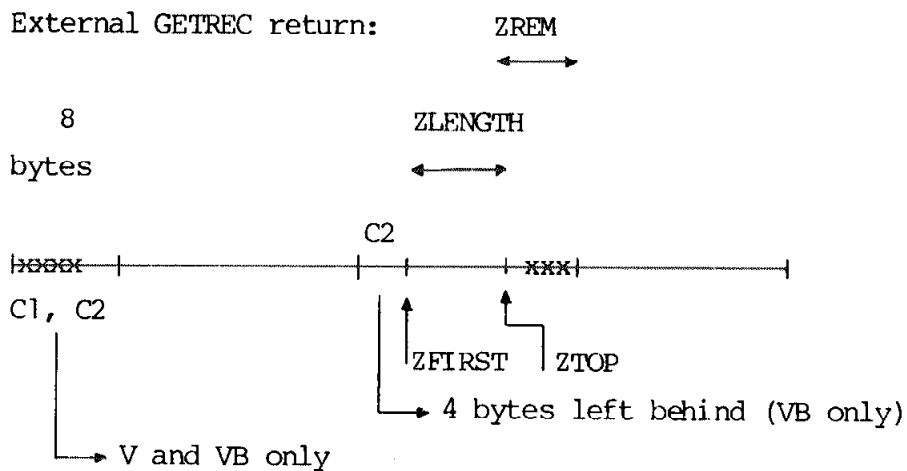 External GETREC return: ZREM
8 ZLENGTH
bytes
C2
xxxxx xxx
C1, C2
ZFIRST ZTOP
4 bytes left behind (VB only)
V and VB only